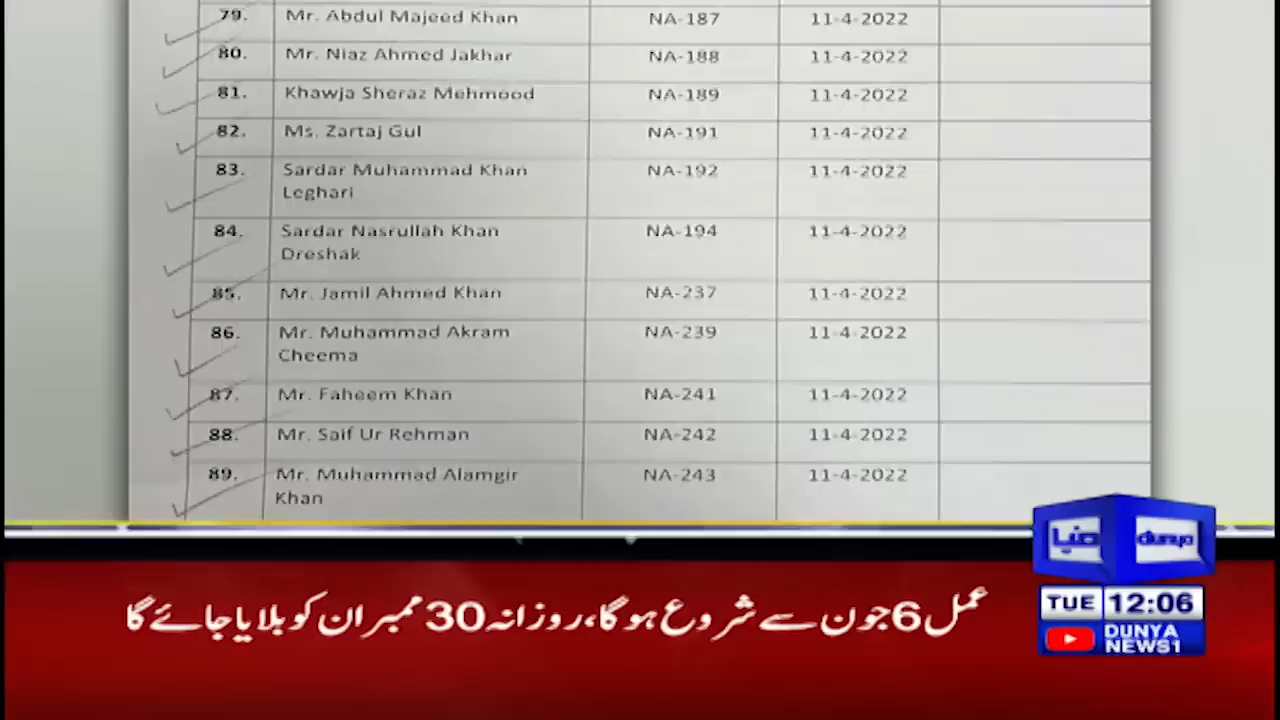 79. Mr. Abdul Majeed Khan NA-187 11-4-2022
80. Mr. Niaz Ahmed Jakhar NA-188 11-4-2022
81. Khawja Sheraz Mehmood NA-189 11-4-2022
82. Ms. Zartaj Gul NA-191 11-4-2022
83. Sardar Muhammad Khan NA-192 11-4-2022
Leghari
84. Sardar Nasrullah Khan NA-194 11-4-2022
Dreshak
85. Mr. Jamil Ahmed Khan NA-237 11-4-2022
86. Mr. Muhammad Akram NA-239 11-4-2022
Cheema
87. Mr. Faheem Khan NA-241 11-4-2022
88. Mr. Saif Ur Rehman NA-242 11-4-2022
89. Mr. Muhammad Alamgir NA-243 11-4-2022
Khan
دنیا dunya
عمل 6 جون سے شروع ہوگا، روزانہ 30 ممبران کو بلایا جائے گا
TUE 12:06
DUNYA
NEWS1